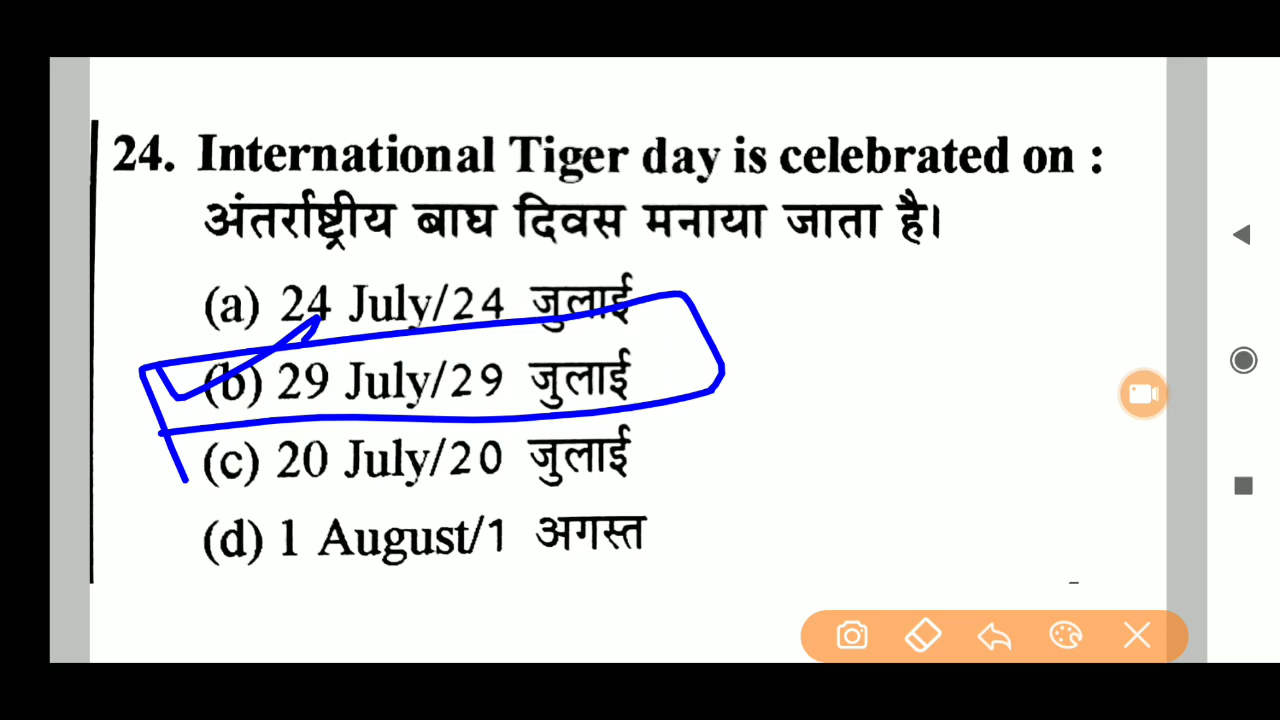 24. International Tiger day is celebrated on :
अंतर्राष्ट्रीय बाघ दिवस मनाया जाता है।
(a) 24 July/24 जुलाई
(b) 29 July/29 जुलाई
(c) 20 July/20 जुलाई
(d) 1 August/1 अगस्त